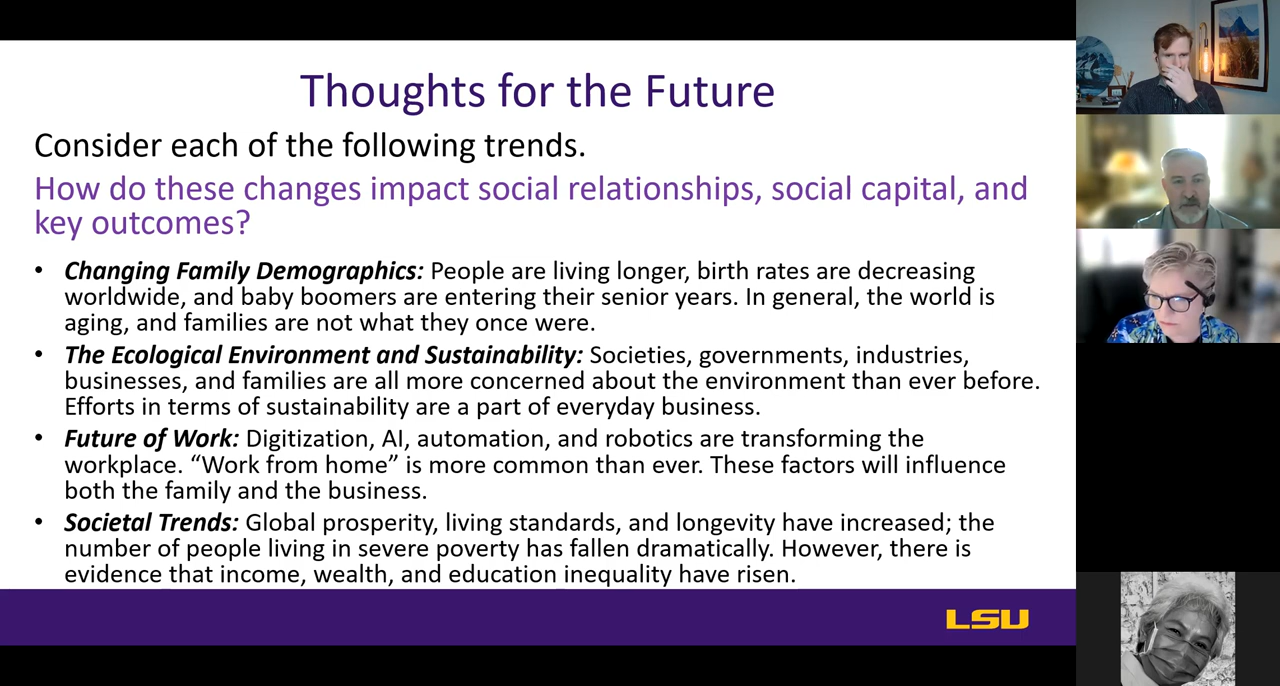 Thoughts for the Future
Consider each of the following trends.
How do these changes impact social relationships, social capital, and
key outcomes?
• Changing Family Demographics: People are living longer, birth rates are decreasing
worldwide, and baby boomers are entering their senior years. In general, the world is
aging, and families are not what they once were.
• The Ecological Environment and Sustainability: Societies, governments, industries,
businesses, and families are all more concerned about the environment than ever before.
Efforts in terms of sustainability are a part of everyday business.
• Future of Work: Digitization, AI, automation, and robotics are transforming the
workplace. “Work from home” is more common than ever. These factors will influence
both the family and the business.
• Societal Trends: Global prosperity, living standards, and longevity have increased; the
number of people living in severe poverty has fallen dramatically. However, there is
evidence that income, wealth, and education inequality have risen.
LSU